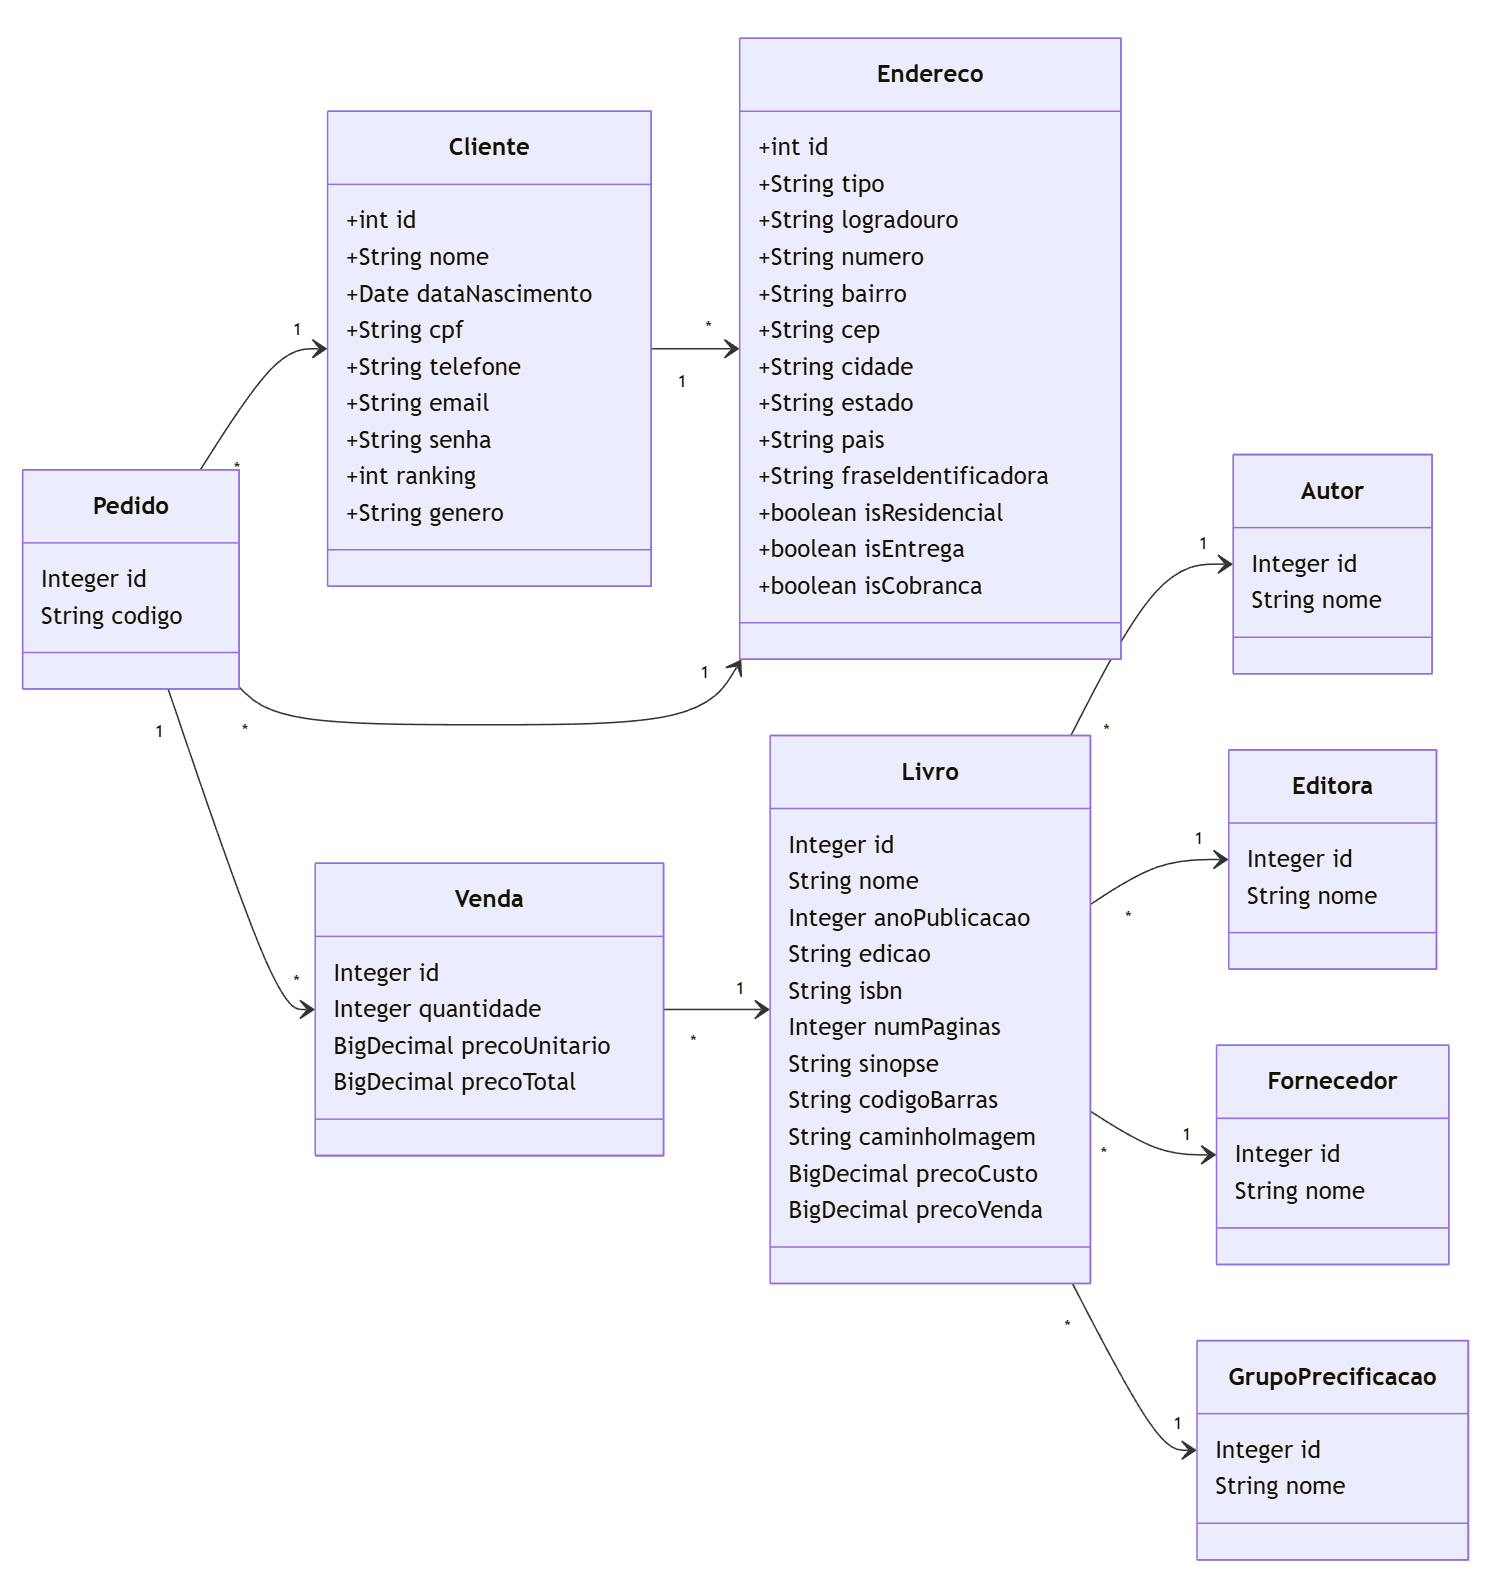 Endereco
+int id
+String tipo
+String logradouro
+String numero
+String bairro
+String cep
+String cidade
+String estado
+String pais
+String fraseIdentificadora
+boolean isResidencial
+boolean isEntrega
+boolean isCobranca
Cliente
+int id
+String nome
+Date dataNascimento
+String cpf
+String telefone
+String email
+String senha
+int ranking
+String genero
1
*
*
1
Pedido
Integer id
String codigo
1
*
1
*
Autor
Integer id
String nome
1
*
Livro
Integer id
String nome
Integer anoPublicacao
String edicao
String isbn
Integer numPaginas
String sinopse
String codigoBarras
String caminhoImagem
BigDecimal precoCusto
BigDecimal precoVenda
Editora
Integer id
String nome
1
*
Venda
Integer id
Integer quantidade
BigDecimal precoUnitario
BigDecimal precoTotal
1
*
Fornecedor
Integer id
String nome
1
*
GrupoPrecificacao
Integer id
String nome
1
*